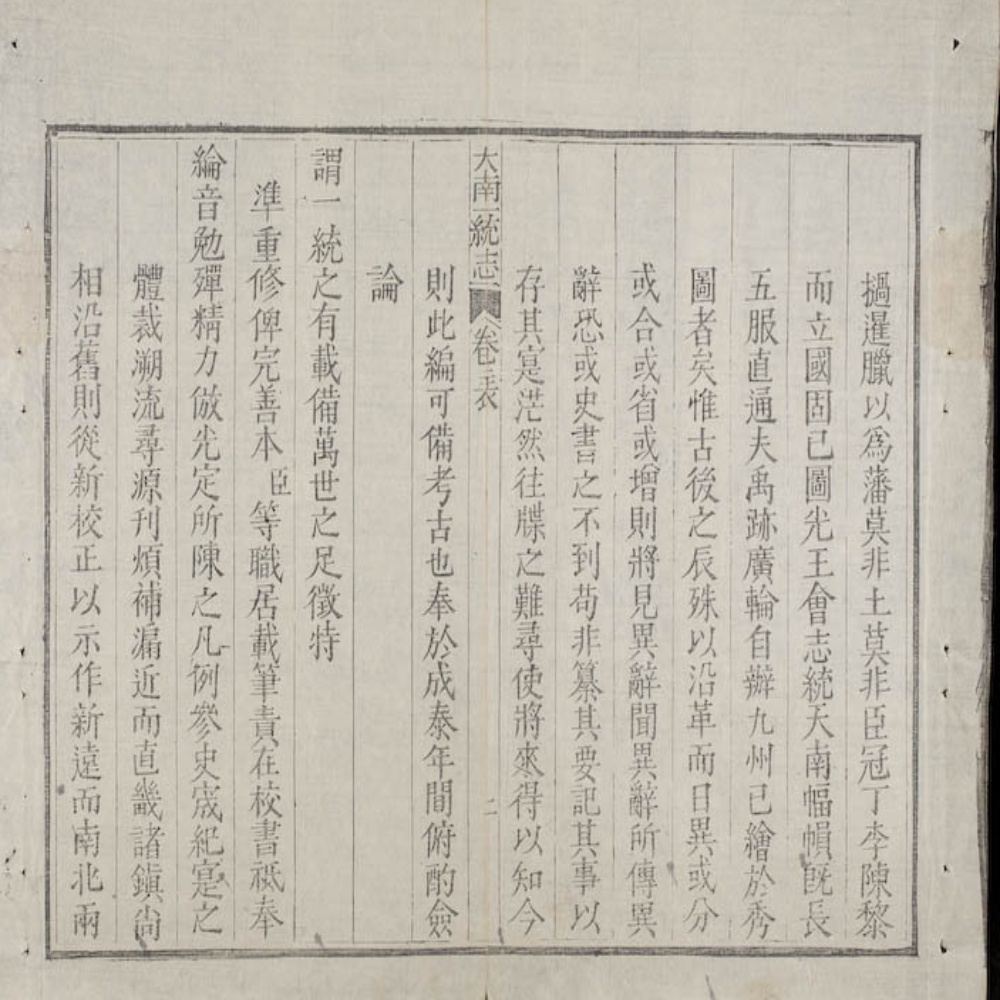 撾暹臘以爲藩莫非土莫非臣冠丁李陳黎
而立國固已圖光王會志統天南幅幀旣長
五服直通夫禹跡廣輪自辦九州已繪於秀
圖者矣惟古後之辰殊以沿革而日異或分
或合或省或增則將見異辭聞異辭所傳異
辭恐或史書之不到苟非纂其要記其事以
存其寔茫然往牒之難尋使將來得以知今
大南一統志 卷之表 二
則此編可備考古也奉於成泰年間俯酌僉
論
謂一統之有載備萬世之足徵特
準重修俾完善本臣等職居載筆責在校書祗奉
綸音勉殫精力倣光定所陳之凡例參史宬紀寔之
體裁溯流尋源刊煩補漏近而直畿諸鎮尚
相沿舊則從新校正以示作新遠而南北兩